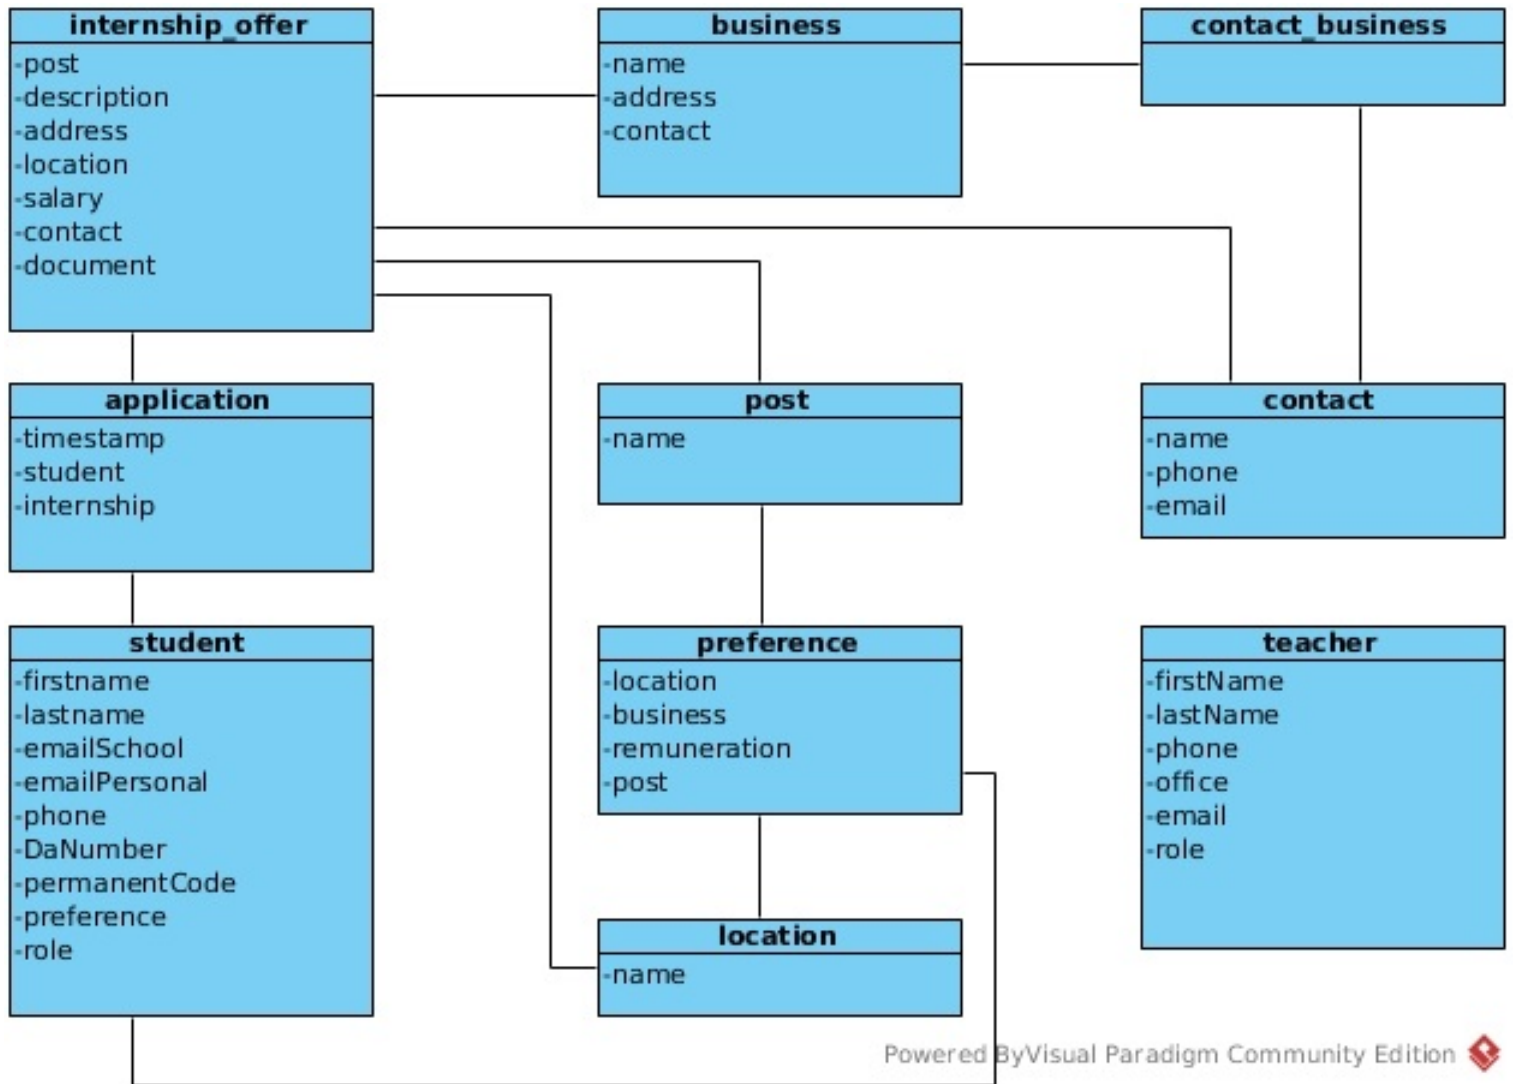 internship_offer
-post
-description
-address
-location
-salary
-contact
-document
business
-name
-address
-contact
contact_business
application
-timestamp
-student
-internship
post
-name
contact
-name
-phone
-email
student
-firstname
-lastname
-emailSchool
-emailPersonal
-phone
-DaNumber
-permanentCode
-preference
-role
preference
-location
-business
-remuneration
-post
teacher
-firstName
-lastName
-phone
-office
-email
-role
location
-name
Powered ByVisual Paradigm Community Edition